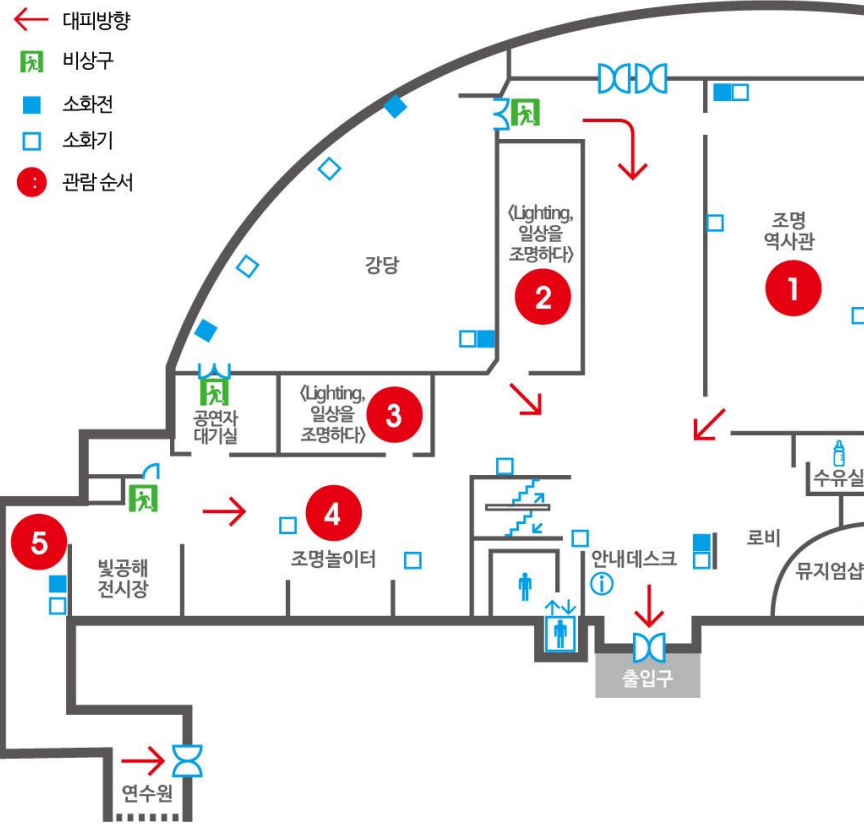 대피방향
비상구
소화전
소화기
: 관람 순서
강당
〈Lighting,
일상을
조명하다〉
2
조명
역사관
1
공연자
대기실
〈Lighting,
일상을
조명하다〉
3
수유실
4
조명놀이터
5
빛공해
전시장
안내데스크
i
로비
뮤지엄샵
출입구
연수원